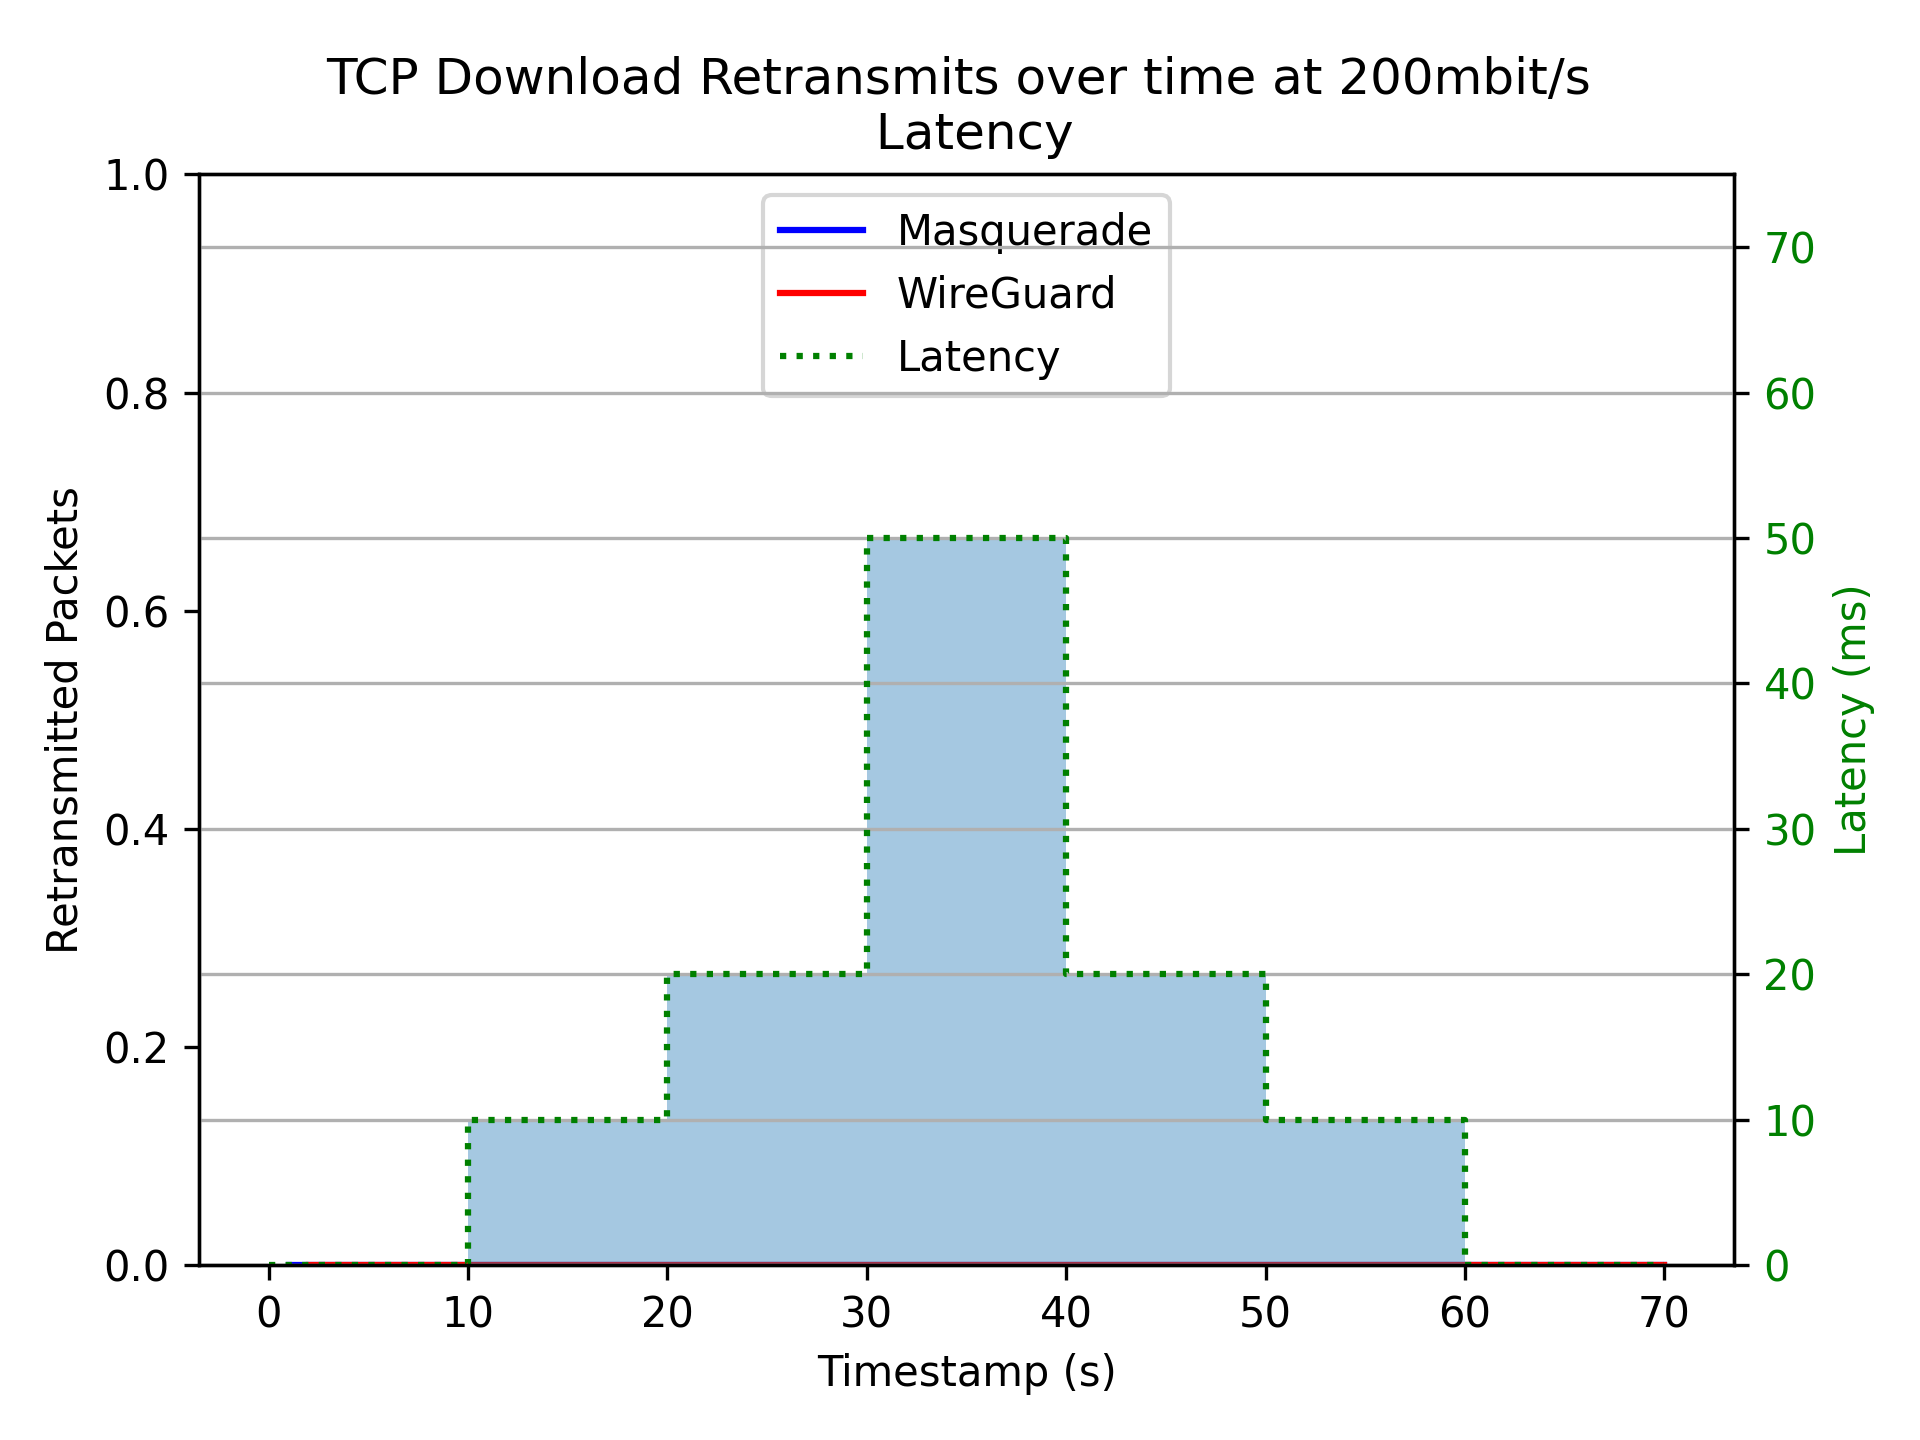 TCP Download Retransmits over time at 200mbit/s
Latency
Masquerade
WireGuard
Latency
1.0
0.8
0.6
0.4
0.2
0.0
Retransmitted Packets
70
60
50
40
30
20
10
0
Latency (ms)
0 10 20 30 40 50 60 70
Timestamp (s)